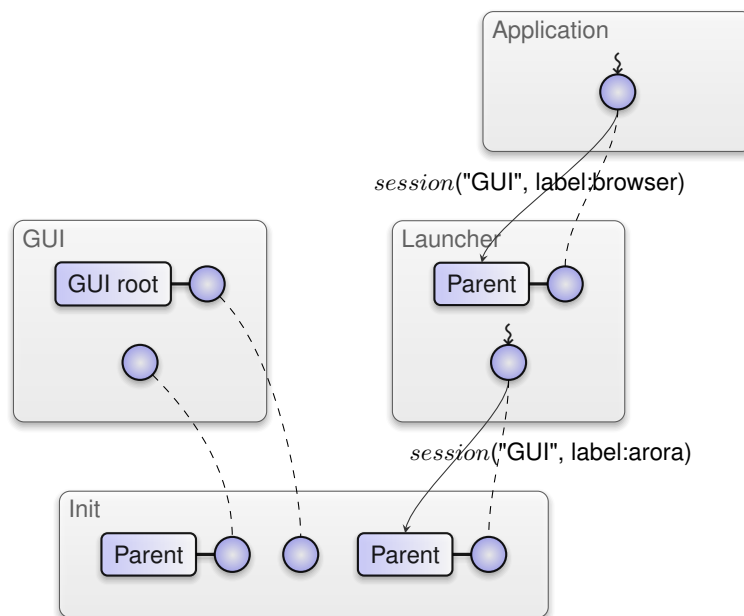 Application
session("GUI", label:browser)
GUI
Launcher
GUI root
Parent
session("GUI", label:arora)
Init
Parent
Parent